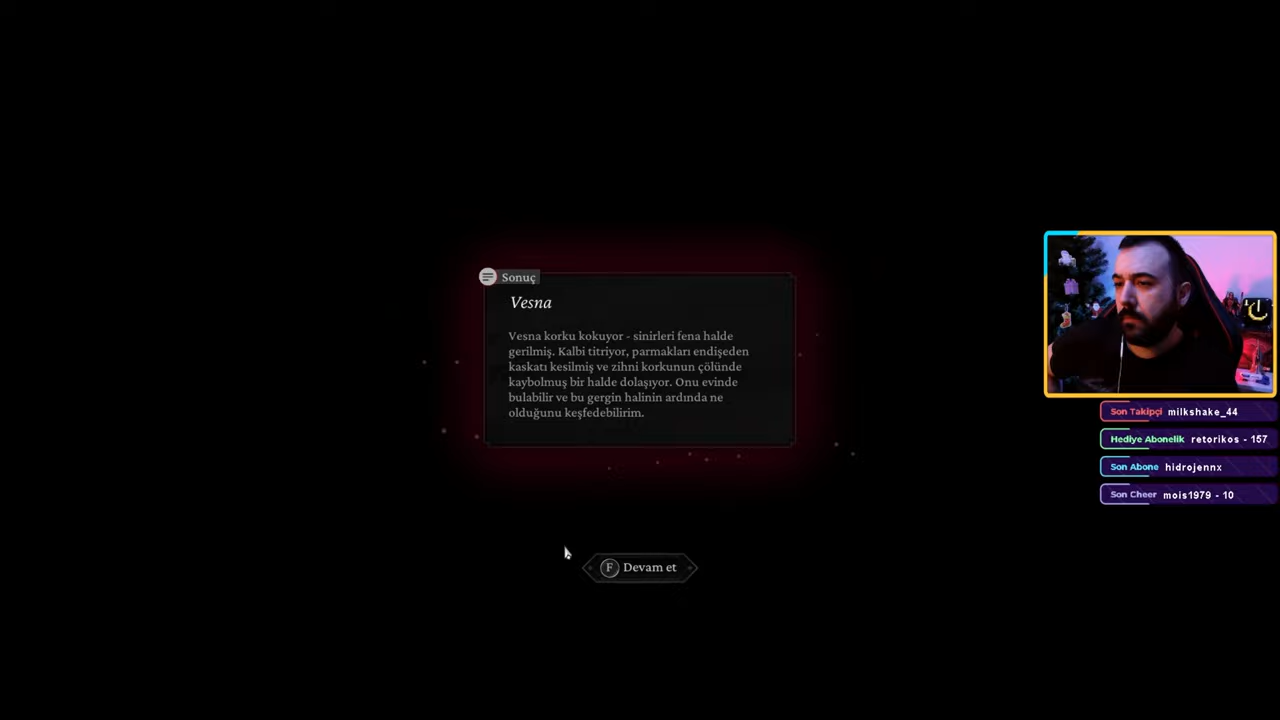 Sonuç
Vesna
Vesna korku kokuyor - sinirleri fena halde
gerilmiş. Kalbi titriyor, parmakları endişeden
kaskatı kesilmiş ve zihni korkunun çölünde
kaybolmuş bir halde dolaşıyor. Onu evinde
bulabilir ve bu gergin halinin ardında ne
olduğunu keşfedebilirim.
F Devam et
Son Takipçi milkshake_44
Hediye Abonelik retorikos - 157
Son Abone hidrojennx
Son Cheer mois1979 - 10